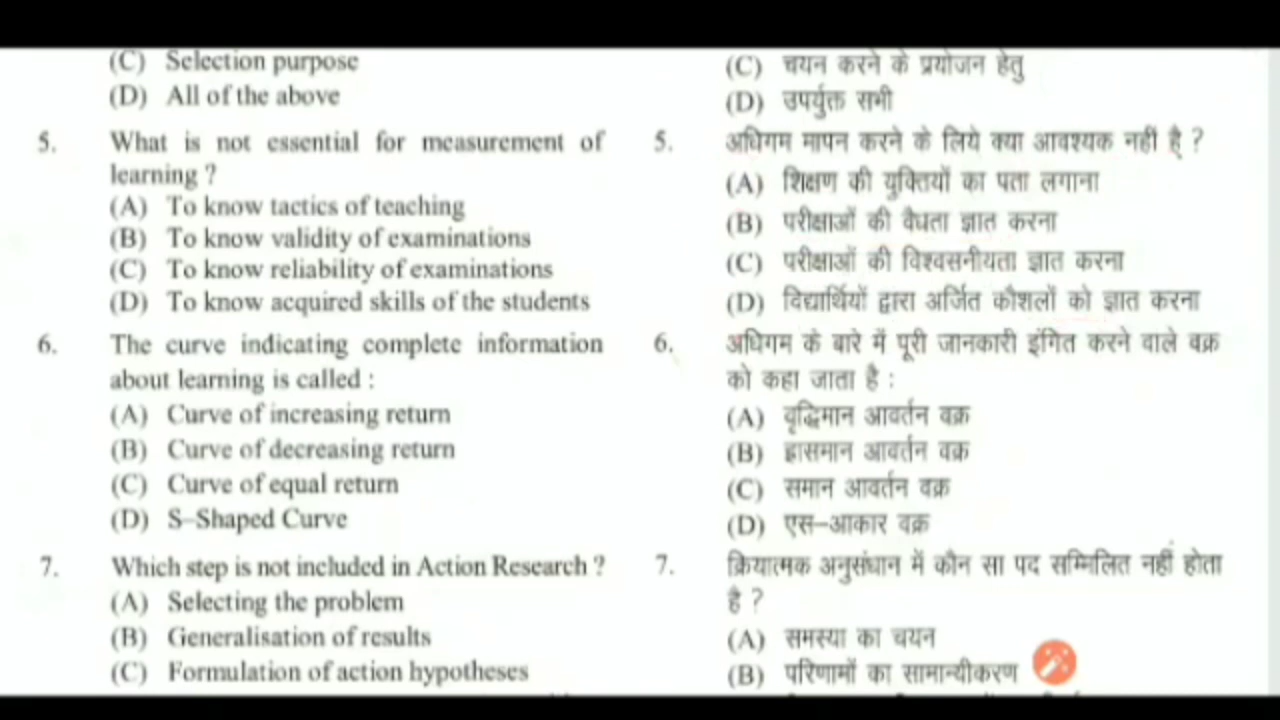 (C) Selection purpose
(D) All of the above
5. What is not essential for measurement of
learning ?
(A) To know tactics of teaching
(B) To know validity of examinations
(C) To know reliability of examinations
(D) To know acquired skills of the students
6. The curve indicating complete information
about learning is called :
(A) Curve of increasing return
(B) Curve of decreasing return
(C) Curve of equal return
(D) S–Shaped Curve
7. Which step is not included in Action Research ?
(A) Selecting the problem
(B) Generalisation of results
(C) Formulation of action hypotheses
(C) चयन करने के प्रयोजन हेतु
(D) उपर्युक्त सभी
5. अधिगम मापन करने के लिये क्या आवश्यक नहीं है ?
(A) शिक्षण की युक्तियों का पता लगाना
(B) परीक्षाओं की वैधता ज्ञात करना
(C) परीक्षाओं की विश्वसनीयता ज्ञात करना
(D) विद्यार्थियों द्वारा अर्जित कौशलों को ज्ञात करना
6. अधिगम के बारे में पूरी जानकारी इंगित करने वाले वक्र
को कहा जाता है :
(A) वृद्धिमान आवर्तन वक्र
(B) ह्रासमान आवर्तन वक्र
(C) समान आवर्तन वक्र
(D) एस–आकार वक्र
7. क्रियात्मक अनुसंधान में कौन सा पद सम्मिलित नहीं होता
है ?
(A) समस्या का चयन
(B) परिणामों का सामान्यीकरण